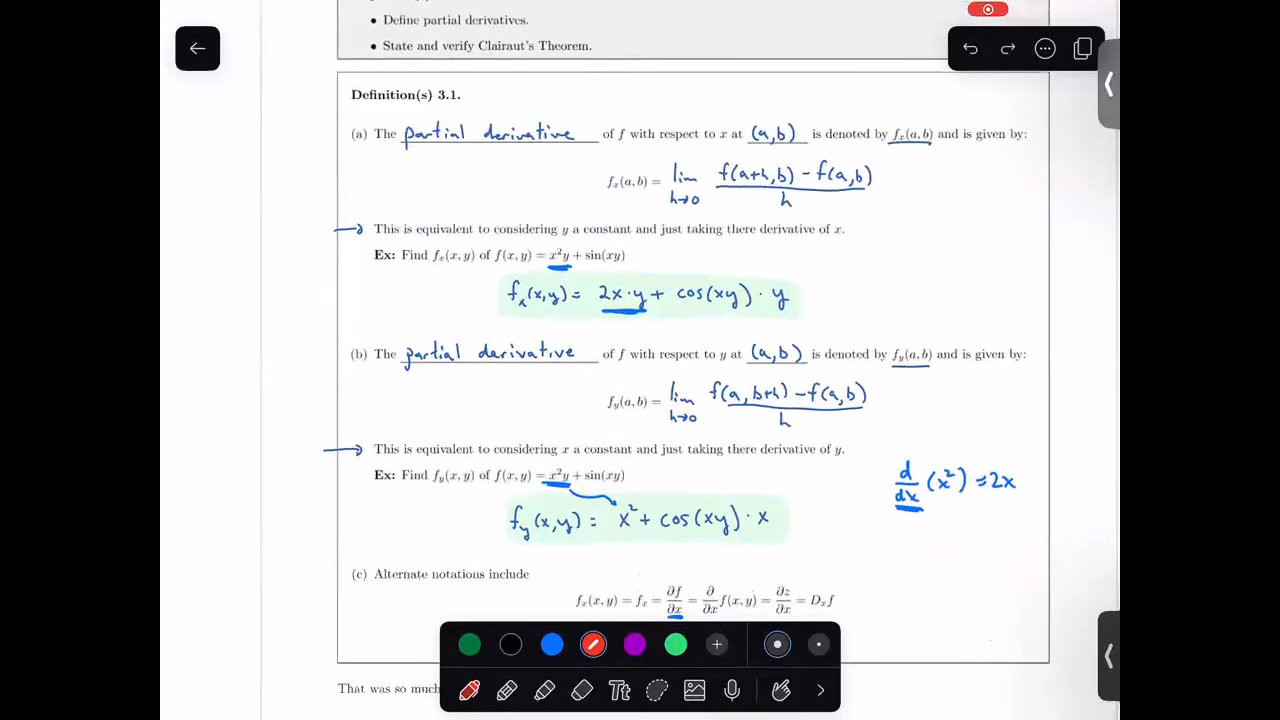 • Define partial derivatives.
• State and verify Clairaut's Theorem.
Definition(s) 3.1.
(a) The partial derivative of f with respect to x at (a,b) is denoted by fₓ(a, b) and is given by:
fₓ(a, b) = lim h→0 f(a+h, b) - f(a, b) / h
→ This is equivalent to considering y a constant and just taking there derivative of x.
Ex: Find fₓ(x, y) of f(x, y) = x²y + sin(xy)
fₓ(x,y) = 2x·y + cos(xy) · y
(b) The partial derivative of f with respect to y at (a,b) is denoted by f_y(a, b) and is given by:
f_y(a, b) = lim h→0 f(a, b+h) - f(a, b) / h
→ This is equivalent to considering x a constant and just taking there derivative of y.
Ex: Find f_y(x, y) of f(x, y) = x²y + sin(xy)
d/dx (x²) = 2x
f_y(x,y) = x² + cos(xy) · x
(c) Alternate notations include
fₓ(x, y) = fₓ = ∂f/∂x = ∂/∂x f(x, y) = ∂z/∂x = Dₓf
Tt
That was so much